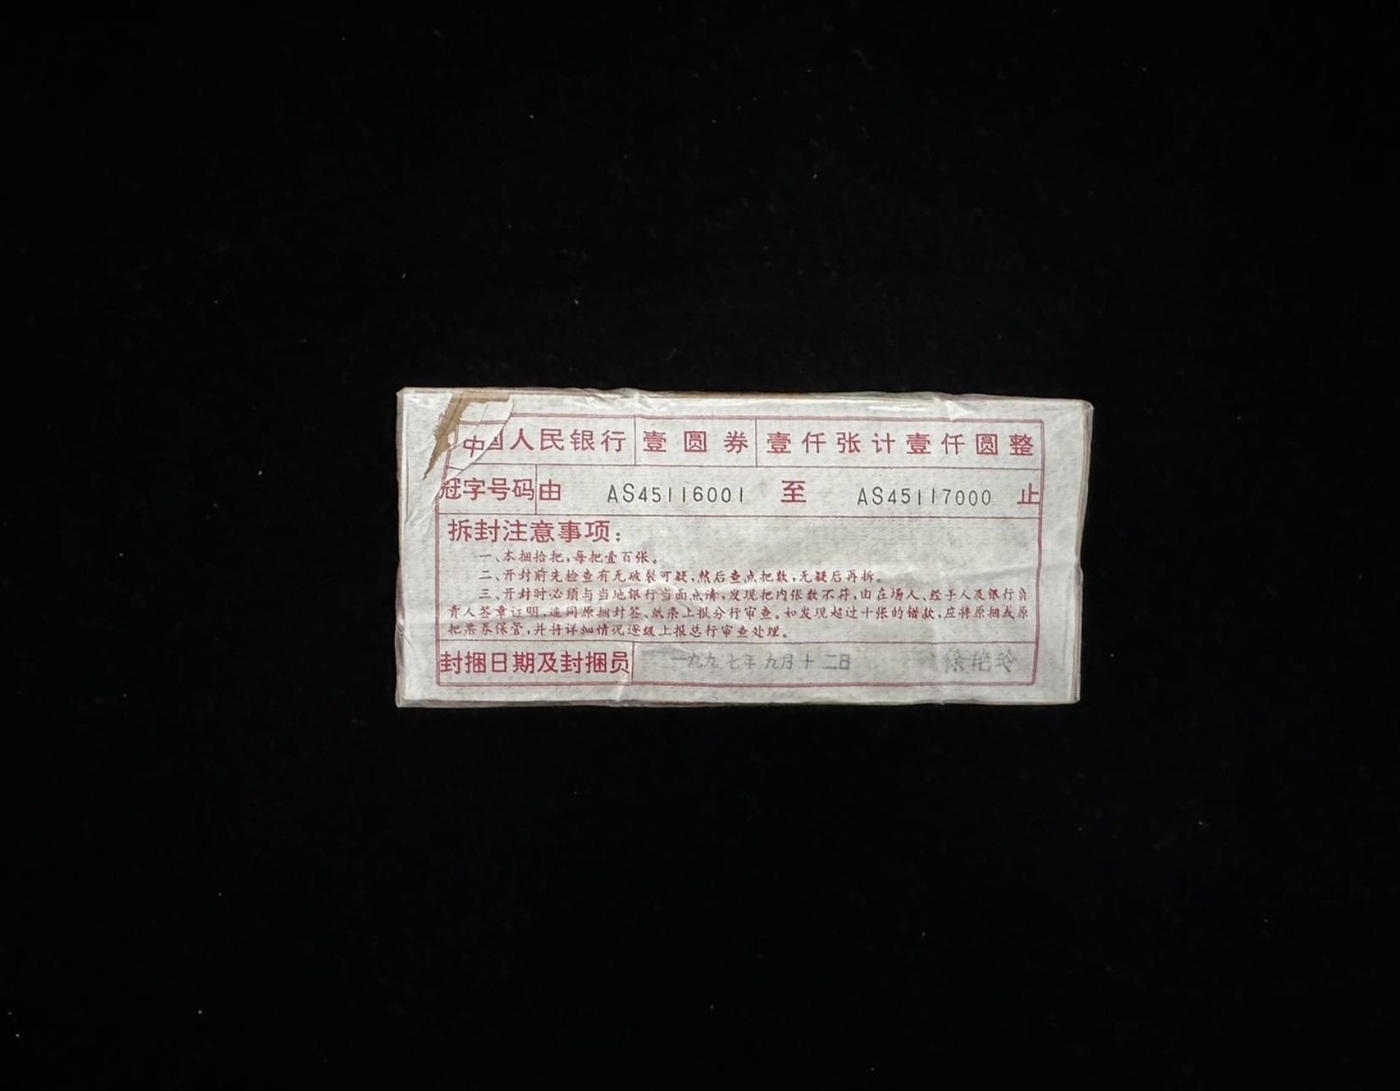 中国人民银行 壹圆券 壹仟张计壹仟圆整
冠字号码 由 AS45116001 至 AS45117000 止
拆封注意事项:
一、本捆拾把,每把壹百张。
二、开封前先检查有无破裂可疑,然后查点把数,无疑后再拆。
三、开封时必须与当地银行当面点清,发现把内张数不符,由在场人、经手人及银行负
责人签章证明,连同原捆封签、纸条上报分行审查。如发现超过十张的错款,应将原捆或原
把票币保管,并将详细情况逐级上报总行审查处理。
封捆日期及封捆员 一九九七年九月十二日 徐艳玲